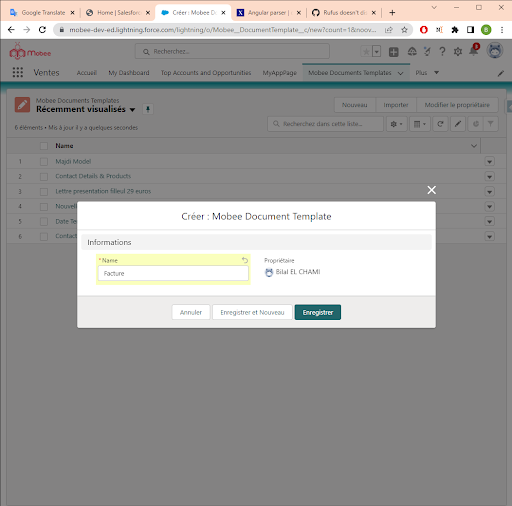 Google Translate
Home | Salesfor
Créer : Mobee D
Angular parser |
Rufus doesn't di
mobee-dev-ed.lightning.force.com/lightning/o/Mobee__DocumentTemplate__c/new?count=1&noov...
B
Mobee
Recherchez...
Ventes
Accueil
My Dashboard
Top Accounts and Opportunities
MyAppPage
Mobee Documents Templates
Plus
Mobee Documents Templates
Récemment visualisés
Nouveau
Importer
Modifier le propriétaire
6 éléments • Mis à jour il y a quelques secondes
Recherchez dans cette liste...
Name
1 Majdi Model
2 Contact Details & Products
3 Lettre presentation filleul 29 euros
4 Nouvell
5 Date Te
6 Contact
Créer : Mobee Document Template
Informations
* Name
Facture
Propriétaire
Bilal EL CHAMI
Annuler
Enregistrer et Nouveau
Enregistrer